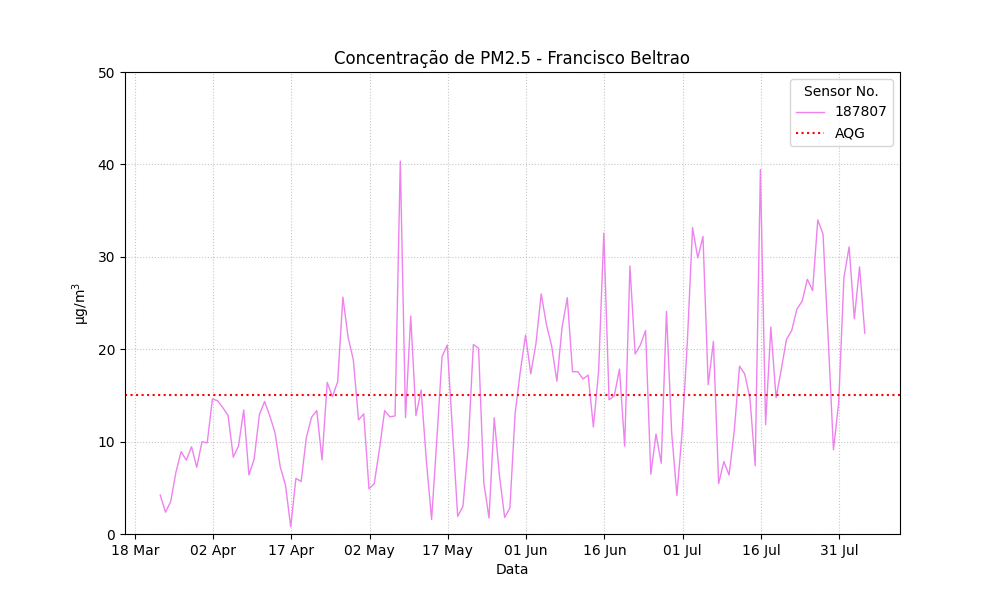 Concentração de PM2.5 - Francisco Beltrao
Sensor No.
187807
AQG
50
40
30
20
10
0
µg/m³
18 Mar 02 Apr 17 Apr 02 May 17 May 01 Jun 16 Jun 01 Jul 16 Jul 31 Jul
Data